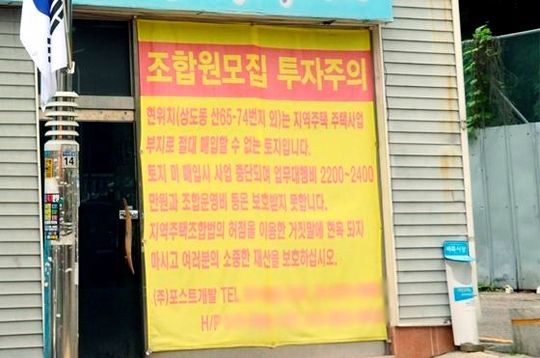 조합원모집 투자주의
현위치(상도동 산65-74번지 외)는 지역주택 주택사업
부지로 절대 매입할 수 없는 토지입니다.
토지 미 매입시 사업 중단되며 업무대행비 2200~2400
만원과 조합운영비 등은 보호받지 못합니다.
지역주택조합법의 허점을 이용한 거짓말에 현혹 되지
마시고 여러분의 소중한 재산을 보호하십시오.
(주)포스트개발 TEL
H/P
14